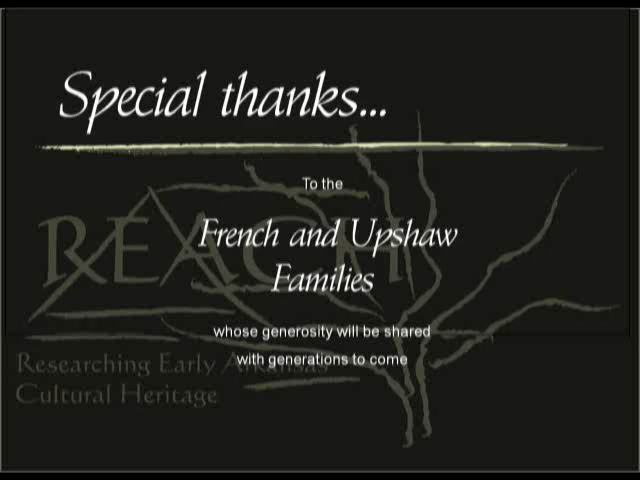 Special thanks...
To the
REACH
French and Upshaw
Families
whose generosity will be shared
with generations to come
Researching Early Arkansas
Cultural Heritage